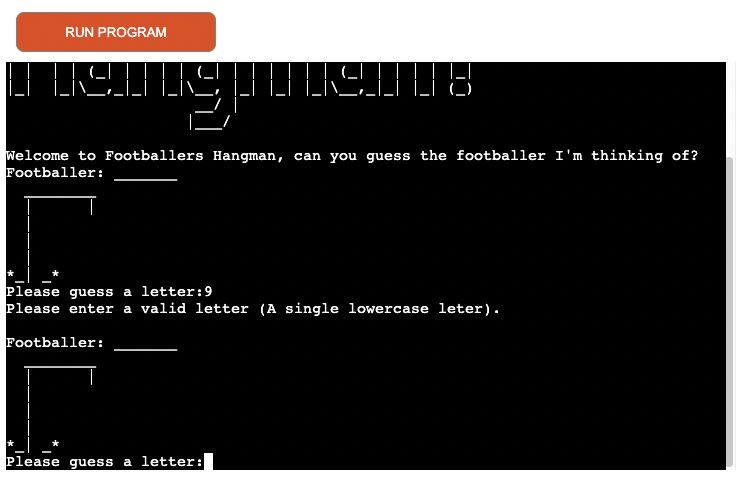 RUN PROGRAM
Welcome to Footballers Hangman, can you guess the footballer I'm thinking of?
Footballer: _______
Please guess a letter:9
Please enter a valid letter (A single lowercase leter).
Footballer: _______
Please guess a letter: